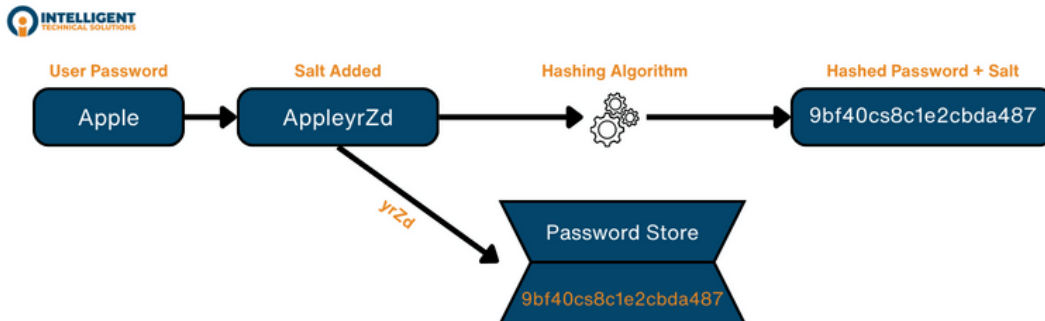 INTELLIGENT
TECHNICAL SOLUTIONS
User Password
Salt Added
Hashing Algorithm
Hashed Password + Salt
Apple
AppleyrZd
9bf40cs8c1e2cbda487
yrZd
Password Store
9bf40cs8c1e2cbda487